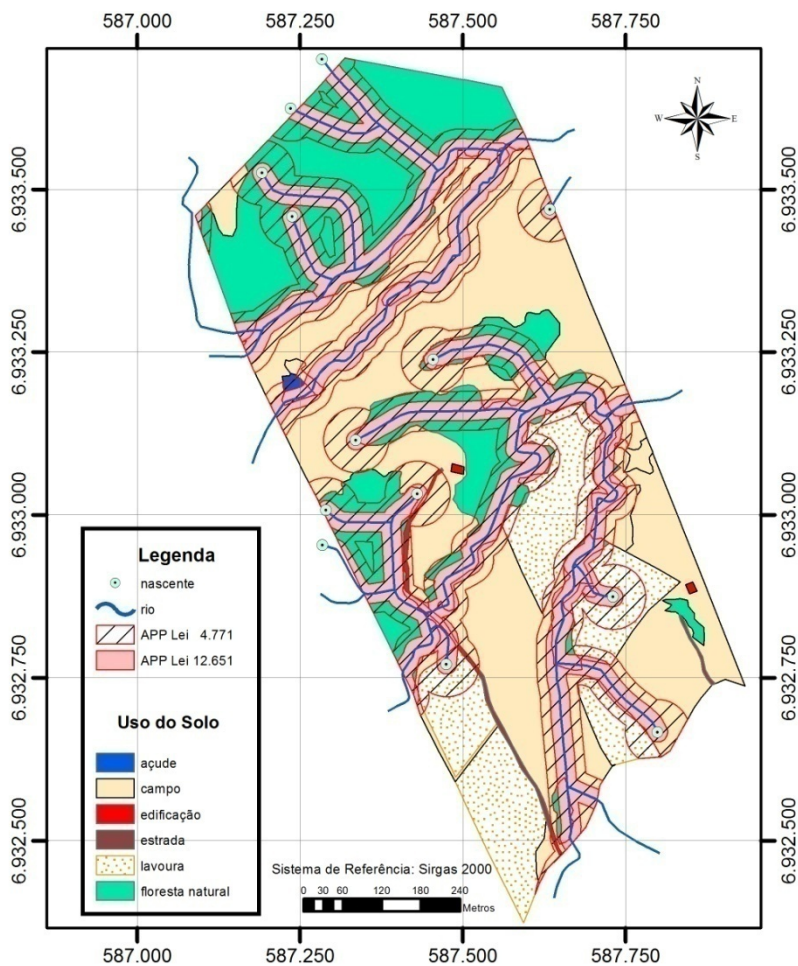 587.000 587.250 587.500 587.750
N
W E
S
6.933.500 6.933.500
6.933.250 6.933.250
6.933.000 6.933.000
6.932.750 6.932.750
6.932.500 6.932.500
Legenda
nascente
rio
APP Lei 4.771
APP Lei 12.651
Uso do Solo
açude
campo
edificação
estrada
lavoura
floresta natural
Sistema de Referência: Sirgas 2000
0 30 60 120 180 240
Metros
587.000 587.250 587.500 587.750